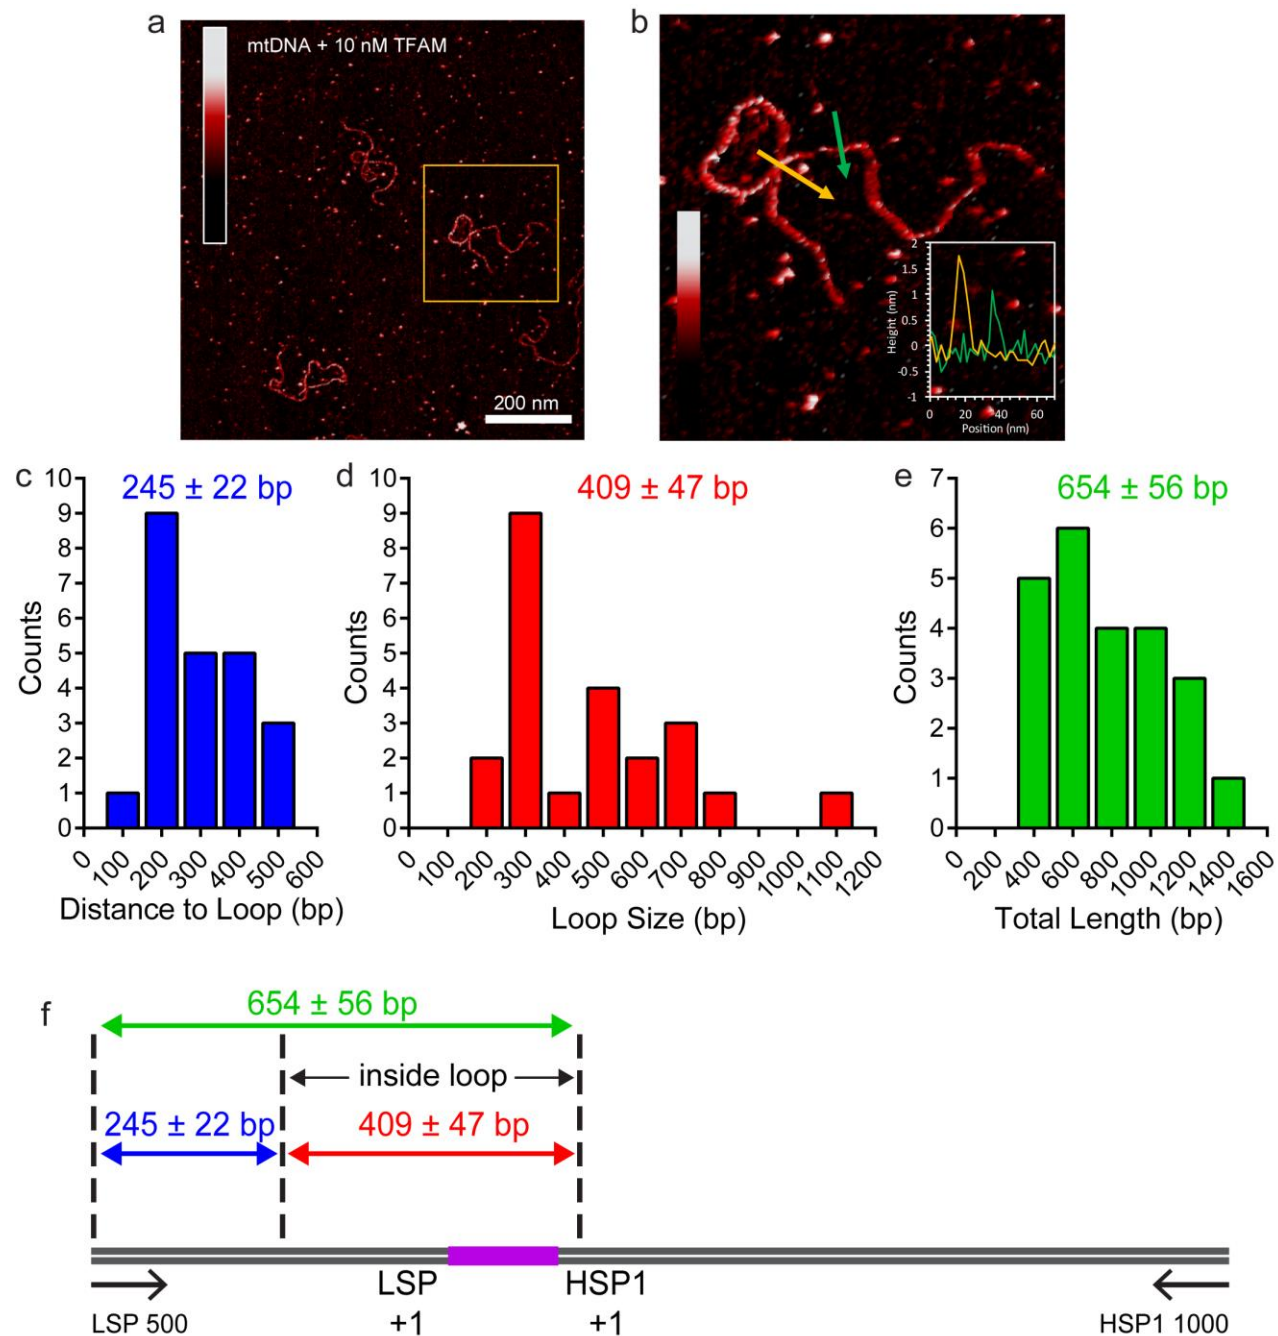 a
mtDNA + 10 nM TFAM
200 nm
b
2
1.5
1
0.5
0
-0.5
-1
Height (nm)
0 20 40 60
Position (nm)
c
245 ± 22 bp
10
9
8
7
6
5
4
3
2
1
0
Counts
0 100 200 300 400 500 600
Distance to Loop (bp)
d
409 ± 47 bp
10
9
8
7
6
5
4
3
2
1
0
Counts
0 100 200 300 400 500 600 700 800 900 1000 1100 1200
Loop Size (bp)
e
654 ± 56 bp
7
6
5
4
3
2
1
0
Counts
0 200 400 600 800 1000 1200 1400 1600
Total Length (bp)
f
654 ± 56 bp
inside loop
245 ± 22 bp
409 ± 47 bp
LSP
+1
HSP1
+1
LSP 500
HSP1 1000